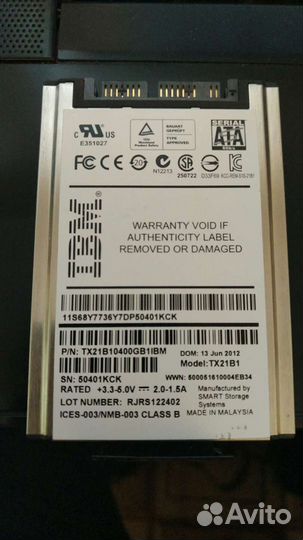 SERIAL
ATA
c UL US
E351027
BAUART
GEPRÜFT
TYPE
APPROVED
CE
20
N12213
250722
IBM
WARRANTY VOID IF
AUTHENTICITY LABEL
REMOVED OR DAMAGED
11S68Y7736Y7DP50401KCK
P/N: TX21B10400GB1IBM
DOM: 13 Jun 2012
Model: TX21B1
SN: 50401KCK
WWN: 500051610004EB34
RATED +3.3-5.0V 2.0-1.5A
LOT NUMBER: RJRS122402
ICES-003/NMB-003 CLASS B
Manufactured by
SMART Storage
Systems
MADE IN MALAYSIA
Avito